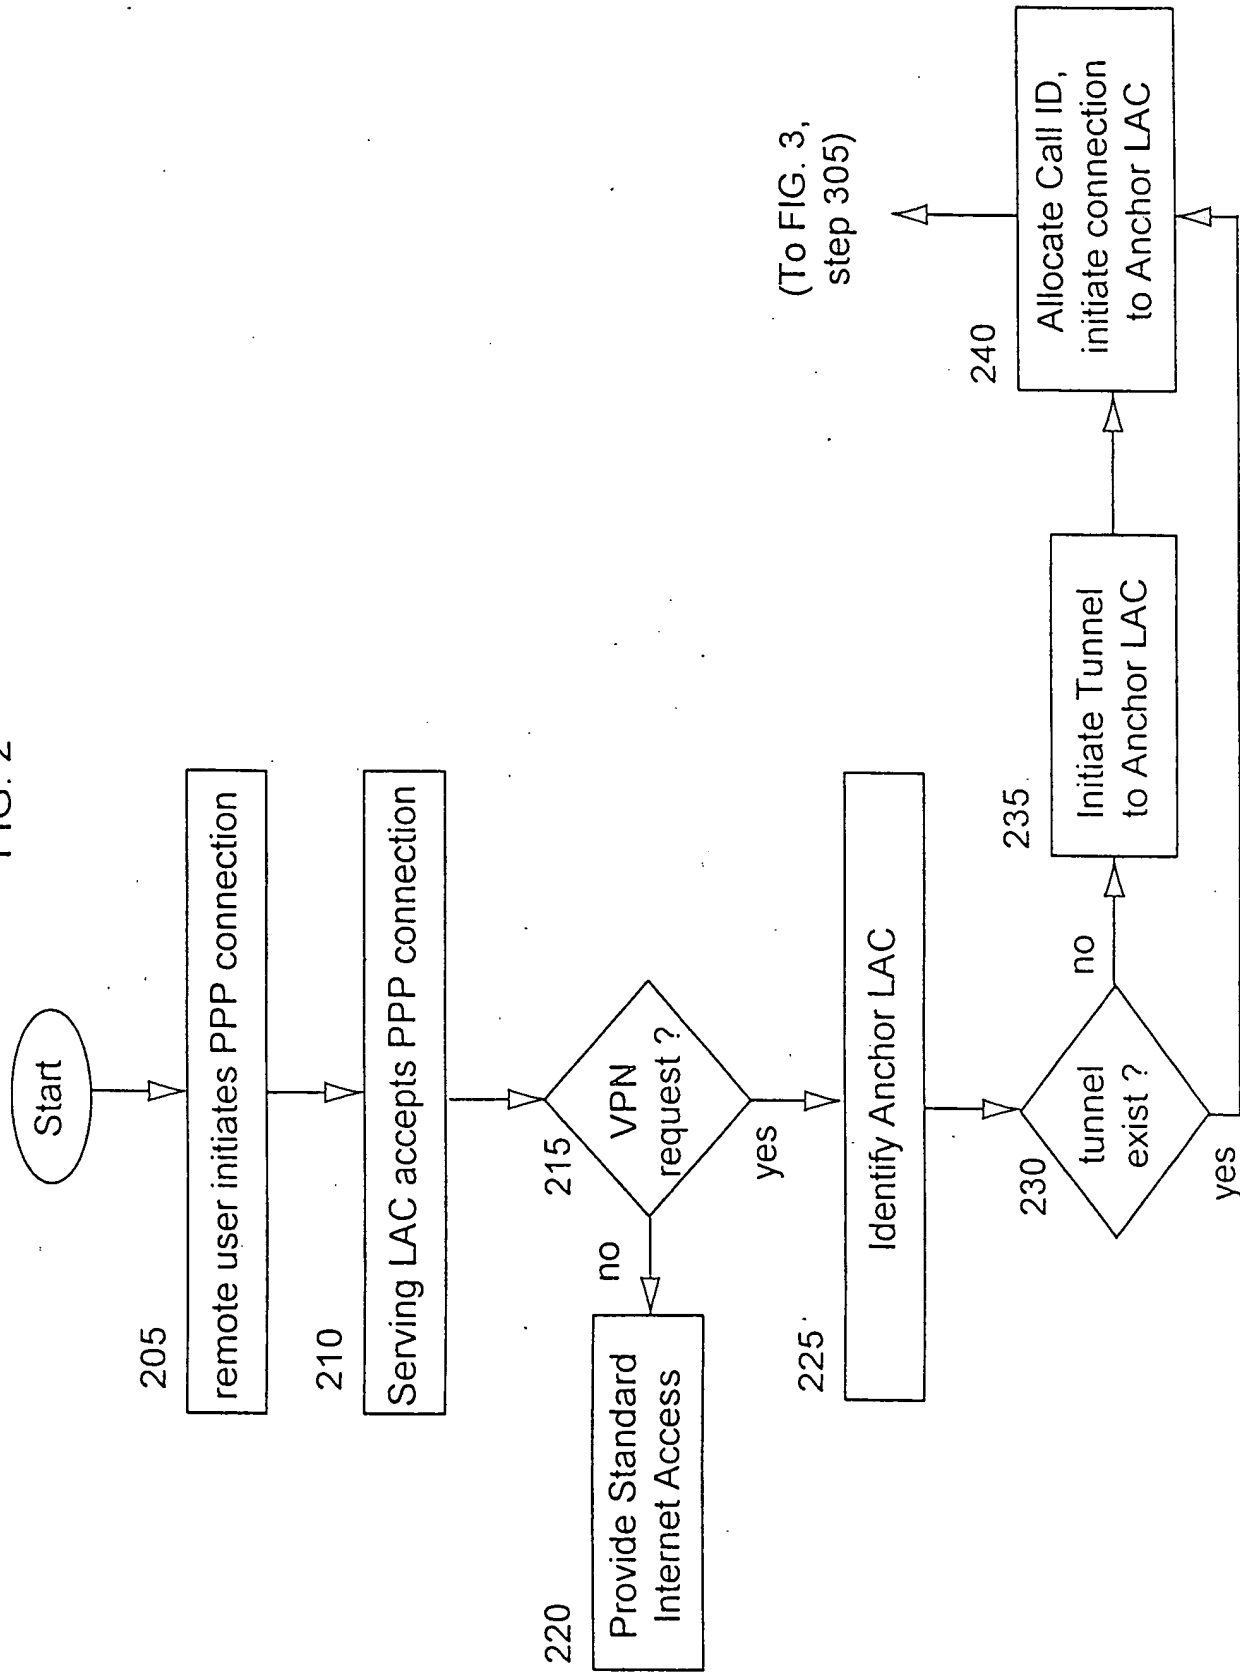 FIG. 2
Start
205
remote user initiates PPP connection
210
Serving LAC accepts PPP connection
215
VPN
request ?
no
yes
220
Provide Standard
Internet Access
225
Identify Anchor LAC
230
tunnel
exist ?
no
yes
235
Initiate Tunnel
to Anchor LAC
240
Allocate Call ID,
initiate connection
to Anchor LAC
(To FIG. 3,
step 305)